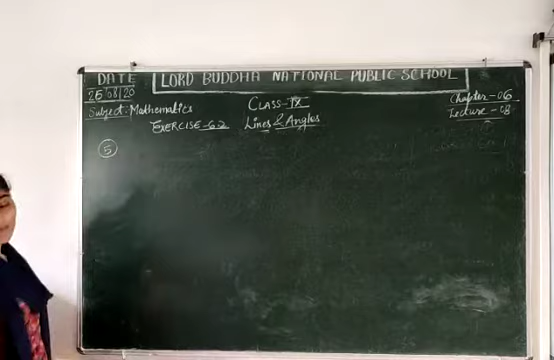 DATE
25/08/20
LORD BUDDHA NATIONAL PUBLIC SCHOOL
Subject: Mathematics
CLASS-IX
Chapter-06
EXERCISE-6.2
Lines & Angles
Lecture-08
5